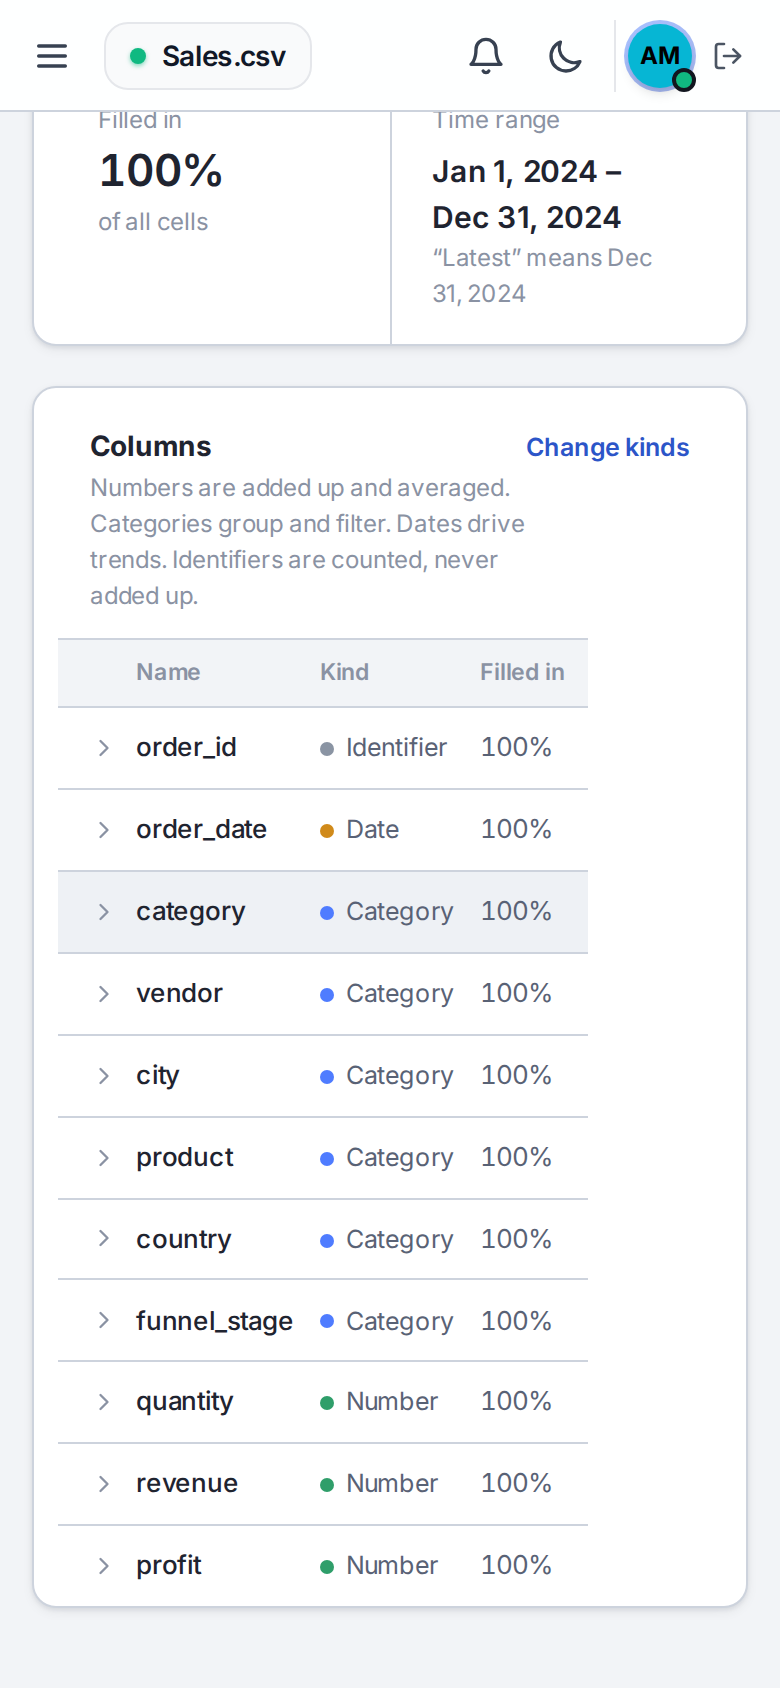 Sales.csv
AM
Filled in
100%
of all cells
Time range
Jan 1, 2024 –
Dec 31, 2024
“Latest” means Dec
31, 2024
Columns
Change kinds
Numbers are added up and averaged.
Categories group and filter. Dates drive
trends. Identifiers are counted, never
added up.
Name Kind Filled in
order_id Identifier 100%
order_date Date 100%
category Category 100%
vendor Category 100%
city Category 100%
product Category 100%
country Category 100%
funnel_stage Category 100%
quantity Number 100%
revenue Number 100%
profit Number 100%